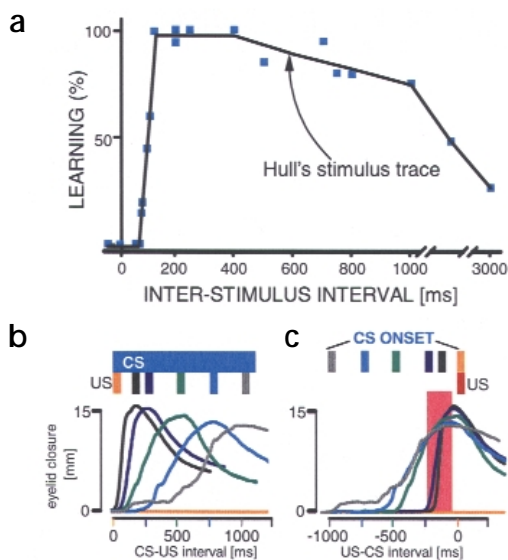 a
100
50
LEARNING (%)
Hull's stimulus trace
0 200 400 600 800 1000 3000
INTER-STIMULUS INTERVAL [ms]
b
CS
US
15
0
eyelid closure
[mm]
0 500 1000
CS-US interval [ms]
c
CS ONSET
US
15
0
-1000 -500 0
US-CS interval [ms]